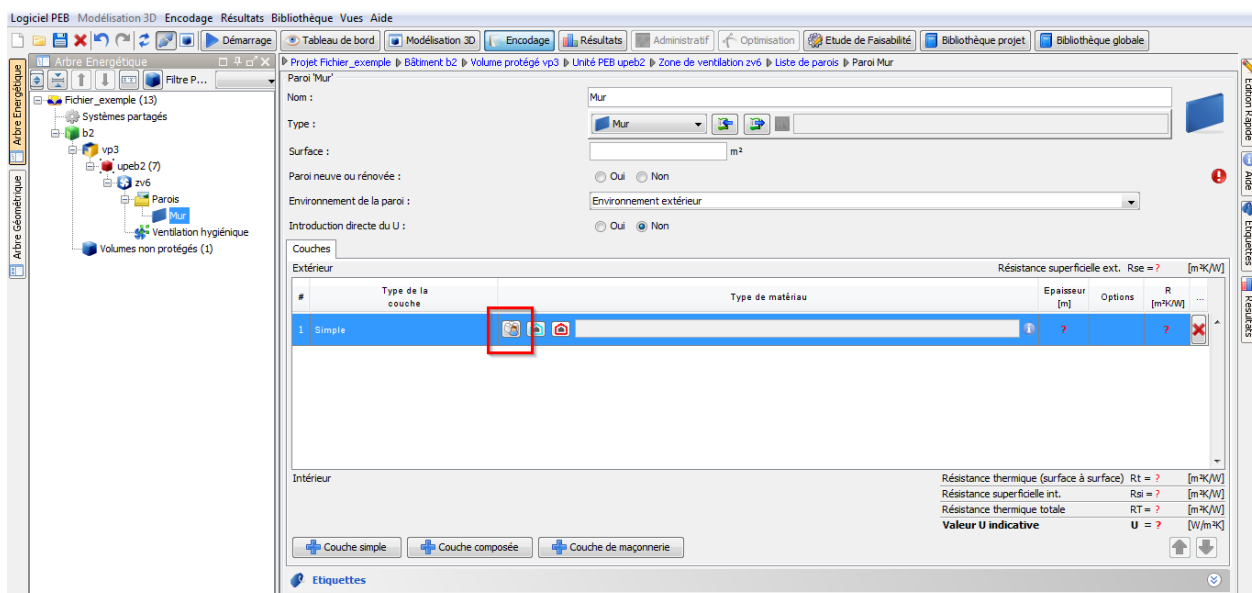 Logiciel PEB Modélisation 3D Encodage Résultats Bibliothèque Vues Aide
Démarrage Tableau de bord Modélisation 3D Encodage Résultats Administratif Optimisation Etude de Faisabilité Bibliothèque projet Bibliothèque globale
Arbre Energétique
Projet Fichier_exemple Bâtiment b2 Volume protégé vp3 Unité PEB upeb2 Zone de ventilation zv6 Liste de parois Paroi Mur
Filtre P...
Arbre Energétique
Arbre Géométrique
Fichier_exemple (13)
Systèmes partagés
b2
vp3
upeb2 (7)
zv6
Parois
Mur
Ventilation hygiénique
Volumes non protégés (1)
Paroi 'Mur'
Nom : Mur
Type : Mur
Surface : m²
Paroi neuve ou rénovée : Oui Non
Environnement de la paroi : Environnement extérieur
Introduction directe du U : Oui Non
Couches
Extérieur Résistance superficielle ext. Rse = ? [m²K/W]
# Type de la couche Type de matériau Epaisseur [m] Options R [m²K/W] ...
1 Simple ? ?
Intérieur Résistance thermique (surface à surface) Rt = ? [m²K/W]
Résistance superficielle int. Rsi = ? [m²K/W]
Résistance thermique totale RT = ? [m²K/W]
Valeur U indicative U = ? [W/m²K]
Couche simple Couche composée Couche de maçonnerie
Etiquettes
Edition Rapide
Aide
Etiquettes
Résultats